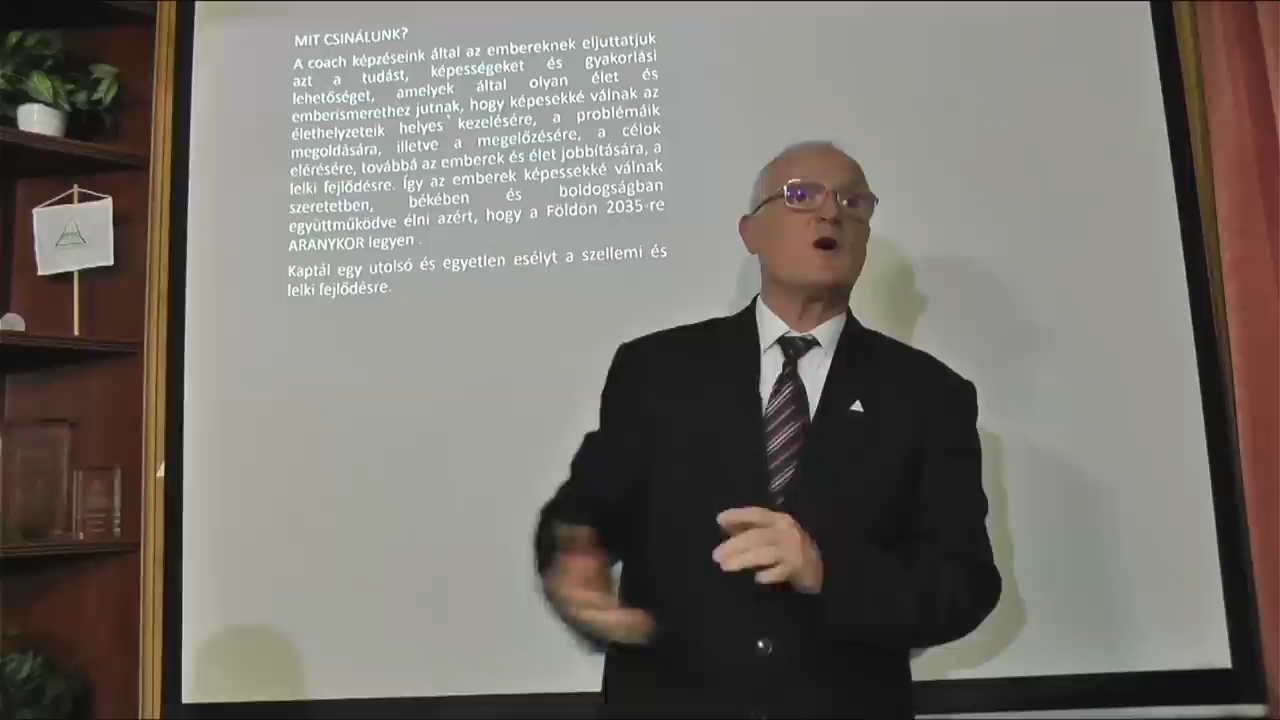 MIT CSINÁLUNK?
A coach képzéseink által az embereknek eljuttatjuk
azt a tudást, képességeket és gyakorlási
lehetőséget, amelyek által olyan élet és
emberismerethez jutnak, hogy képesekké válnak az
élethelyzeteik helyes kezelésére, a problémáik
megoldására, illetve a megelőzésére, a célok
elérésére, továbbá az emberek és élet jobbítására, a
lelki fejlődésre. Így az emberek képessekké válnak
szeretetben, békében és boldogságban
együttműködve élni azért, hogy a Földön 2035-re
ARANYKOR legyen .
Kaptál egy utolsó és egyetlen esélyt a szellemi és
lelki fejlődésre.